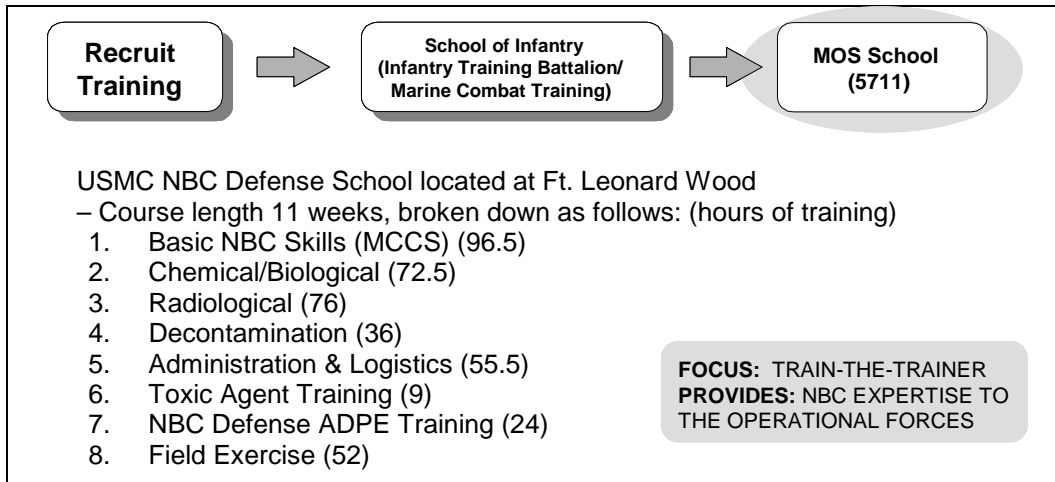 Recruit
Training
School of Infantry
(Infantry Training Battalion/
Marine Combat Training)
MOS School
(5711)
USMC NBC Defense School located at Ft. Leonard Wood
– Course length 11 weeks, broken down as follows: (hours of training)
1. Basic NBC Skills (MCCS) (96.5)
2. Chemical/Biological (72.5)
3. Radiological (76)
4. Decontamination (36)
5. Administration & Logistics (55.5)
6. Toxic Agent Training (9)
7. NBC Defense ADPE Training (24)
8. Field Exercise (52)
FOCUS: TRAIN-THE-TRAINER
PROVIDES: NBC EXPERTISE TO
THE OPERATIONAL FORCES